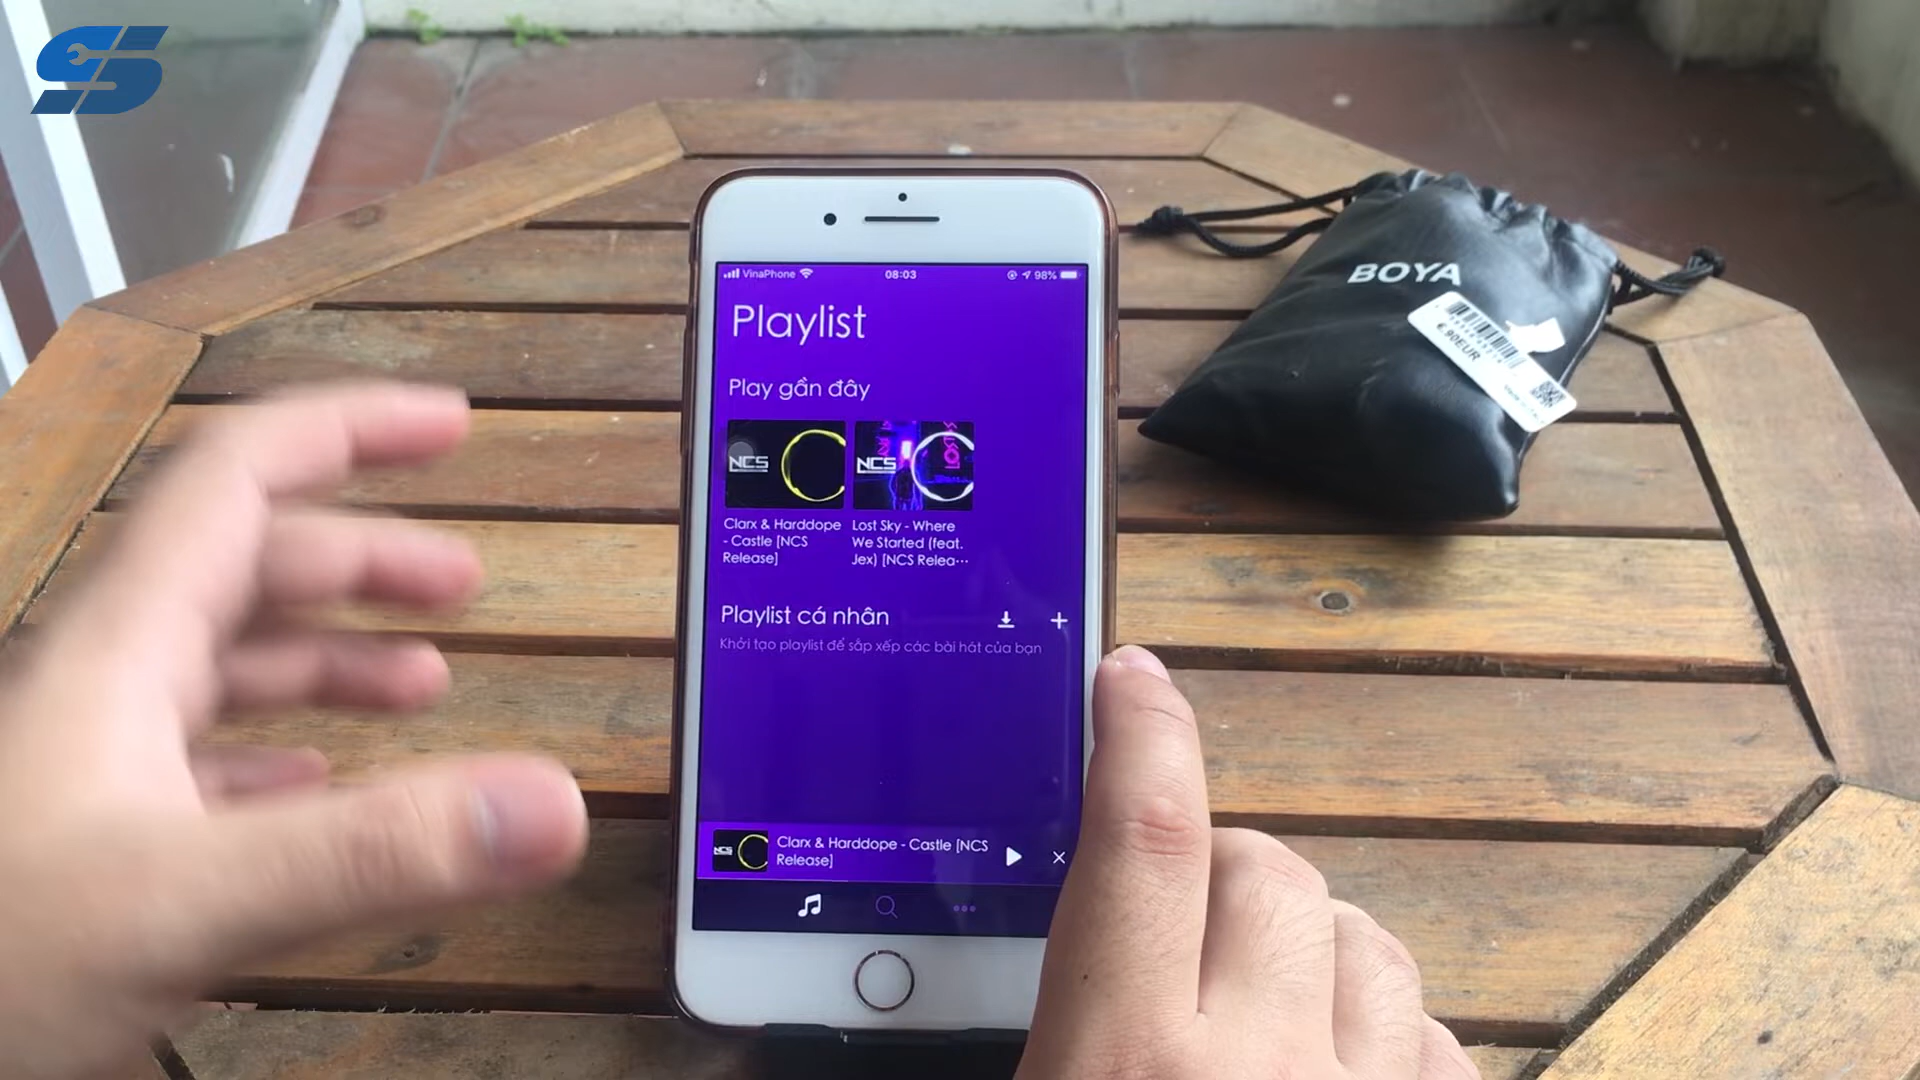 VinaPhone 08:03 98%
Playlist
Play gần đây
NCS
NCS
Clarx & Harddope
- Castle [NCS
Release]
Lost Sky - Where
We Started (feat.
Jex) [NCS Relea...
Playlist cá nhân
Khởi tạo playlist để sắp xếp các bài hát của bạn
NCS
Clarx & Harddope - Castle [NCS
Release]
BOYA
€90EUR